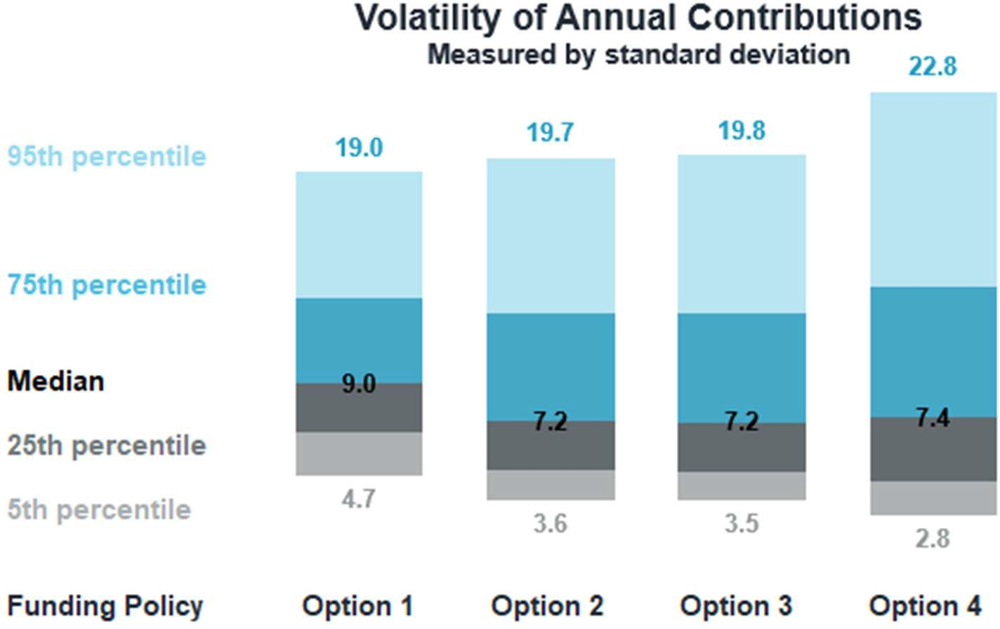 Volatility of Annual Contributions
Measured by standard deviation
22.8
19.7
19.8
19.0
95th percentile
75th percentile
Median
9.0
7.2
7.2
7.4
25th percentile
5th percentile
4.7
3.6
3.5
2.8
Funding Policy Option 1 Option 2 Option 3 Option 4